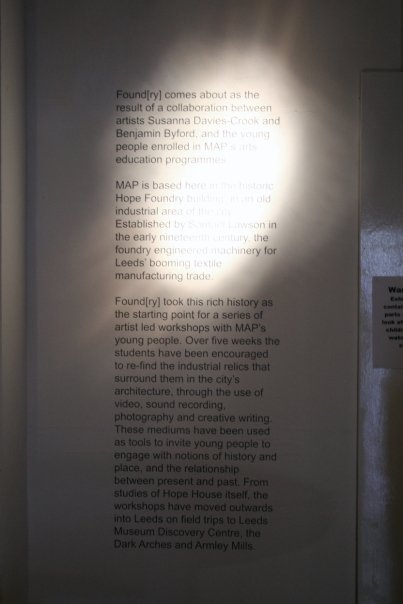 Found[ry] comes about as the
result of a collaboration between
artists Susanna Davies-Crook and
Benjamin Byford, and the young
people enrolled in MAP's arts
education programmes.
MAP is based here in the historic
Hope Foundry building, in an old
industrial area of the city.
Established by Samuel Lawson in
the early nineteenth century, the
foundry engineered machinery for
Leeds' booming textile
manufacturing trade.
Found[ry] took this rich history as
the starting point for a series of
artist led workshops with MAP's
young people. Over five weeks the
students have been encouraged
to re-find the industrial relics that
surround them in the city's
architecture, through the use of
video, sound recording,
photography and creative writing.
These mediums have been used
as tools to invite young people to
engage with notions of history and
place, and the relationship
between present and past. From
studies of Hope House itself, the
workshops have moved outwards
into Leeds on field trips to Leeds
Museum Discovery Centre, the
Dark Arches and Armley Mills.